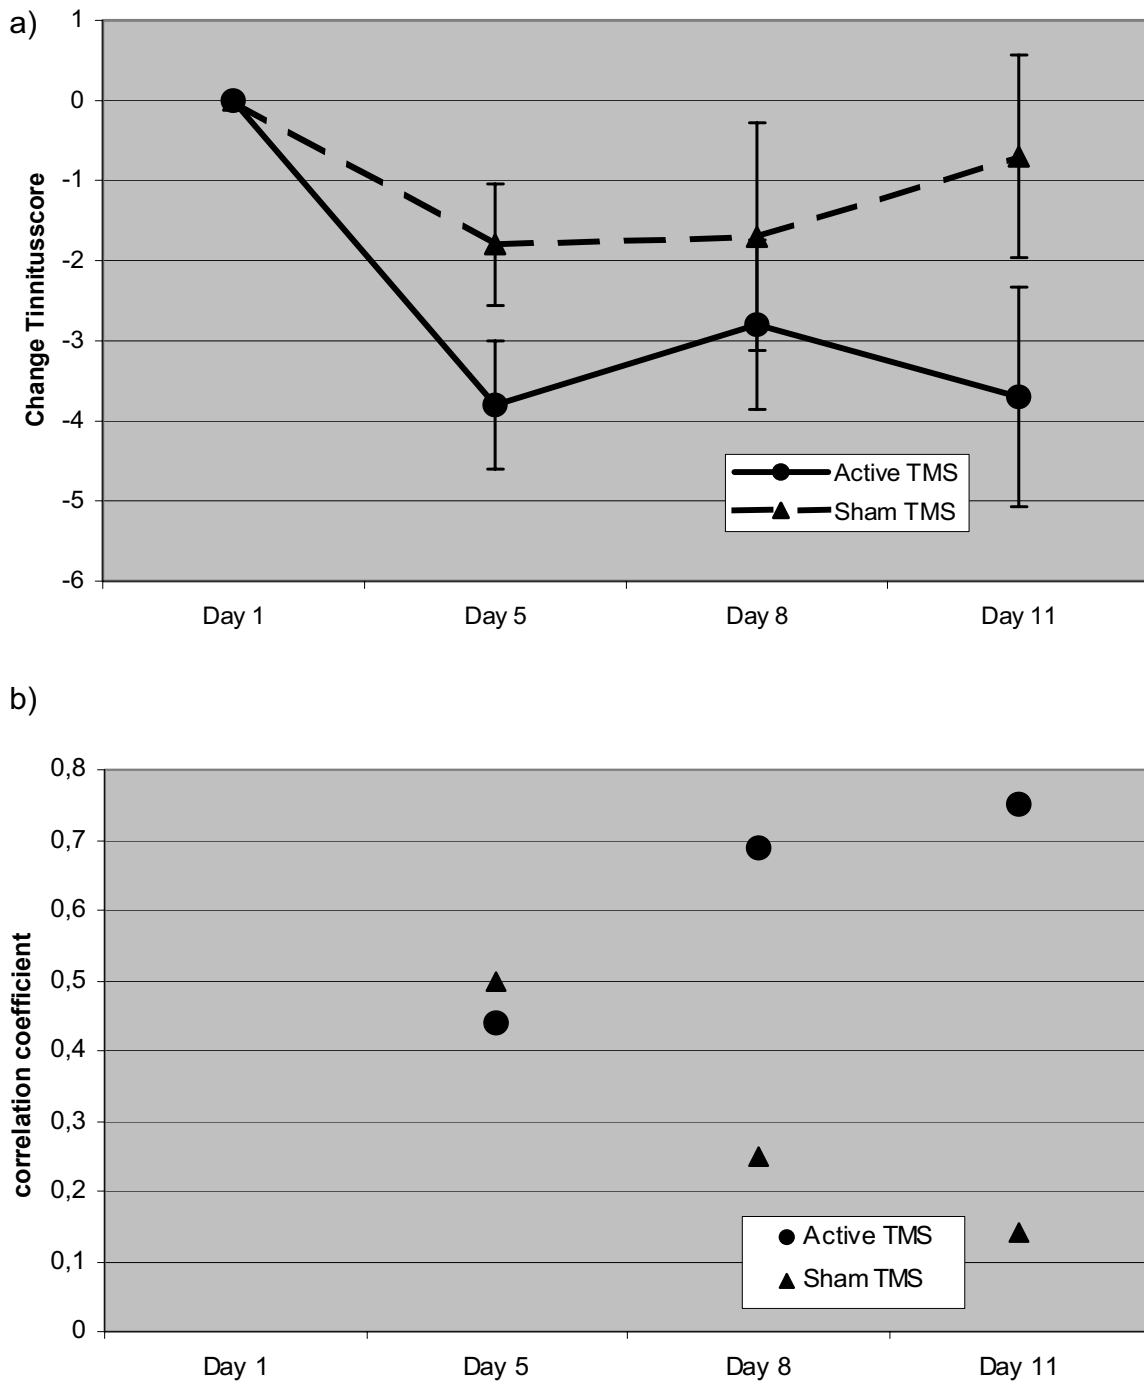 a)
1
0
-1
-2
-3
-4
-5
-6
Change Tinnitusscore
Active TMS
Sham TMS
Day 1 Day 5 Day 8 Day 11
b)
0,8
0,7
0,6
0,5
0,4
0,3
0,2
0,1
0
correlation coefficient
Active TMS
Sham TMS
Day 1 Day 5 Day 8 Day 11